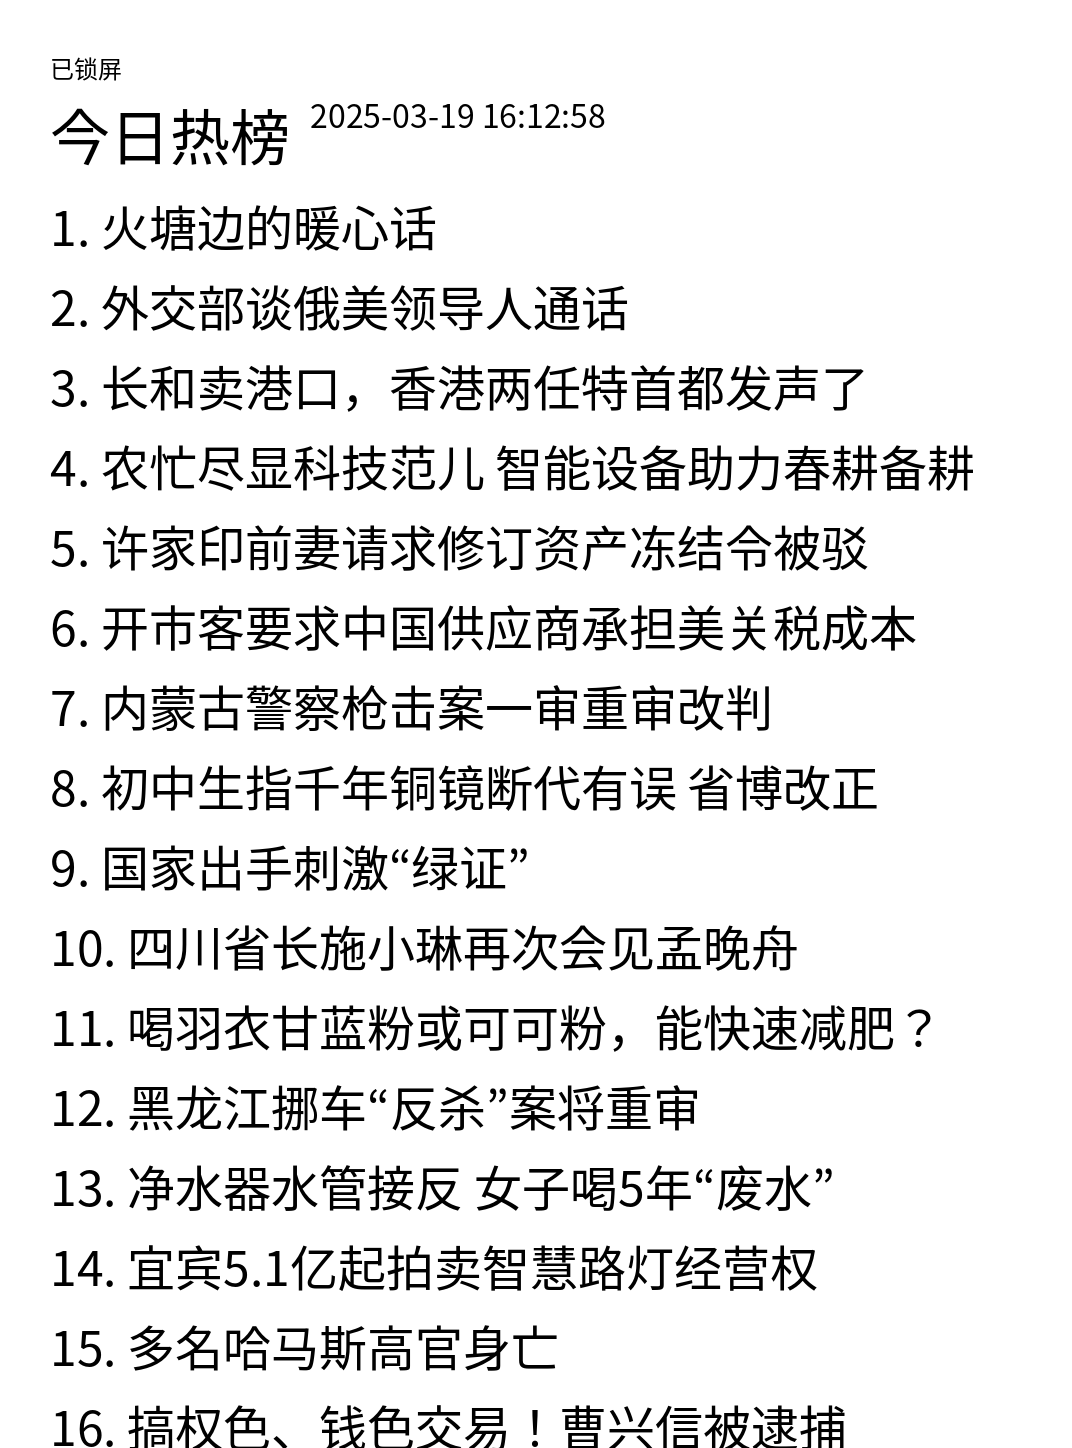 已锁屏
今日热榜 2025-03-19 16:12:58
1. 火塘边的暖心话
2. 外交部谈俄美领导人通话
3. 长和卖港口，香港两任特首都发声了
4. 农忙尽显科技范儿 智能设备助力春耕备耕
5. 许家印前妻请求修订资产冻结令被驳
6. 开市客要求中国供应商承担美关税成本
7. 内蒙古警察枪击案一审重审改判
8. 初中生指千年铜镜断代有误 省博改正
9. 国家出手刺激“绿证”
10. 四川省长施小琳再次会见孟晚舟
11. 喝羽衣甘蓝粉或可可粉，能快速减肥？
12. 黑龙江挪车“反杀”案将重审
13. 净水器水管接反 女子喝5年“废水”
14. 宜宾5.1亿起拍卖智慧路灯经营权
15. 多名哈马斯高官身亡
16. 搞权色、钱色交易！曹兴信被逮捕